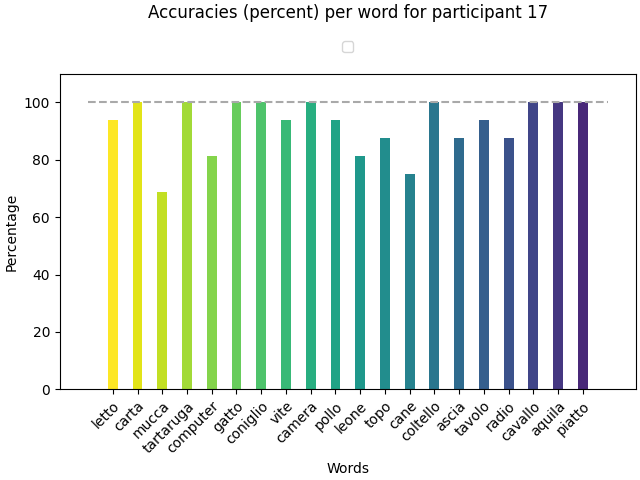 Accuracies (percent) per word for participant 17
Percentage
100
80
60
40
20
0
letto
carta
mucca
tartaruga
computer
gatto
coniglio
vite
camera
pollo
leone
topo
cane
coltello
ascia
tavolo
radio
cavallo
aquila
piatto
Words